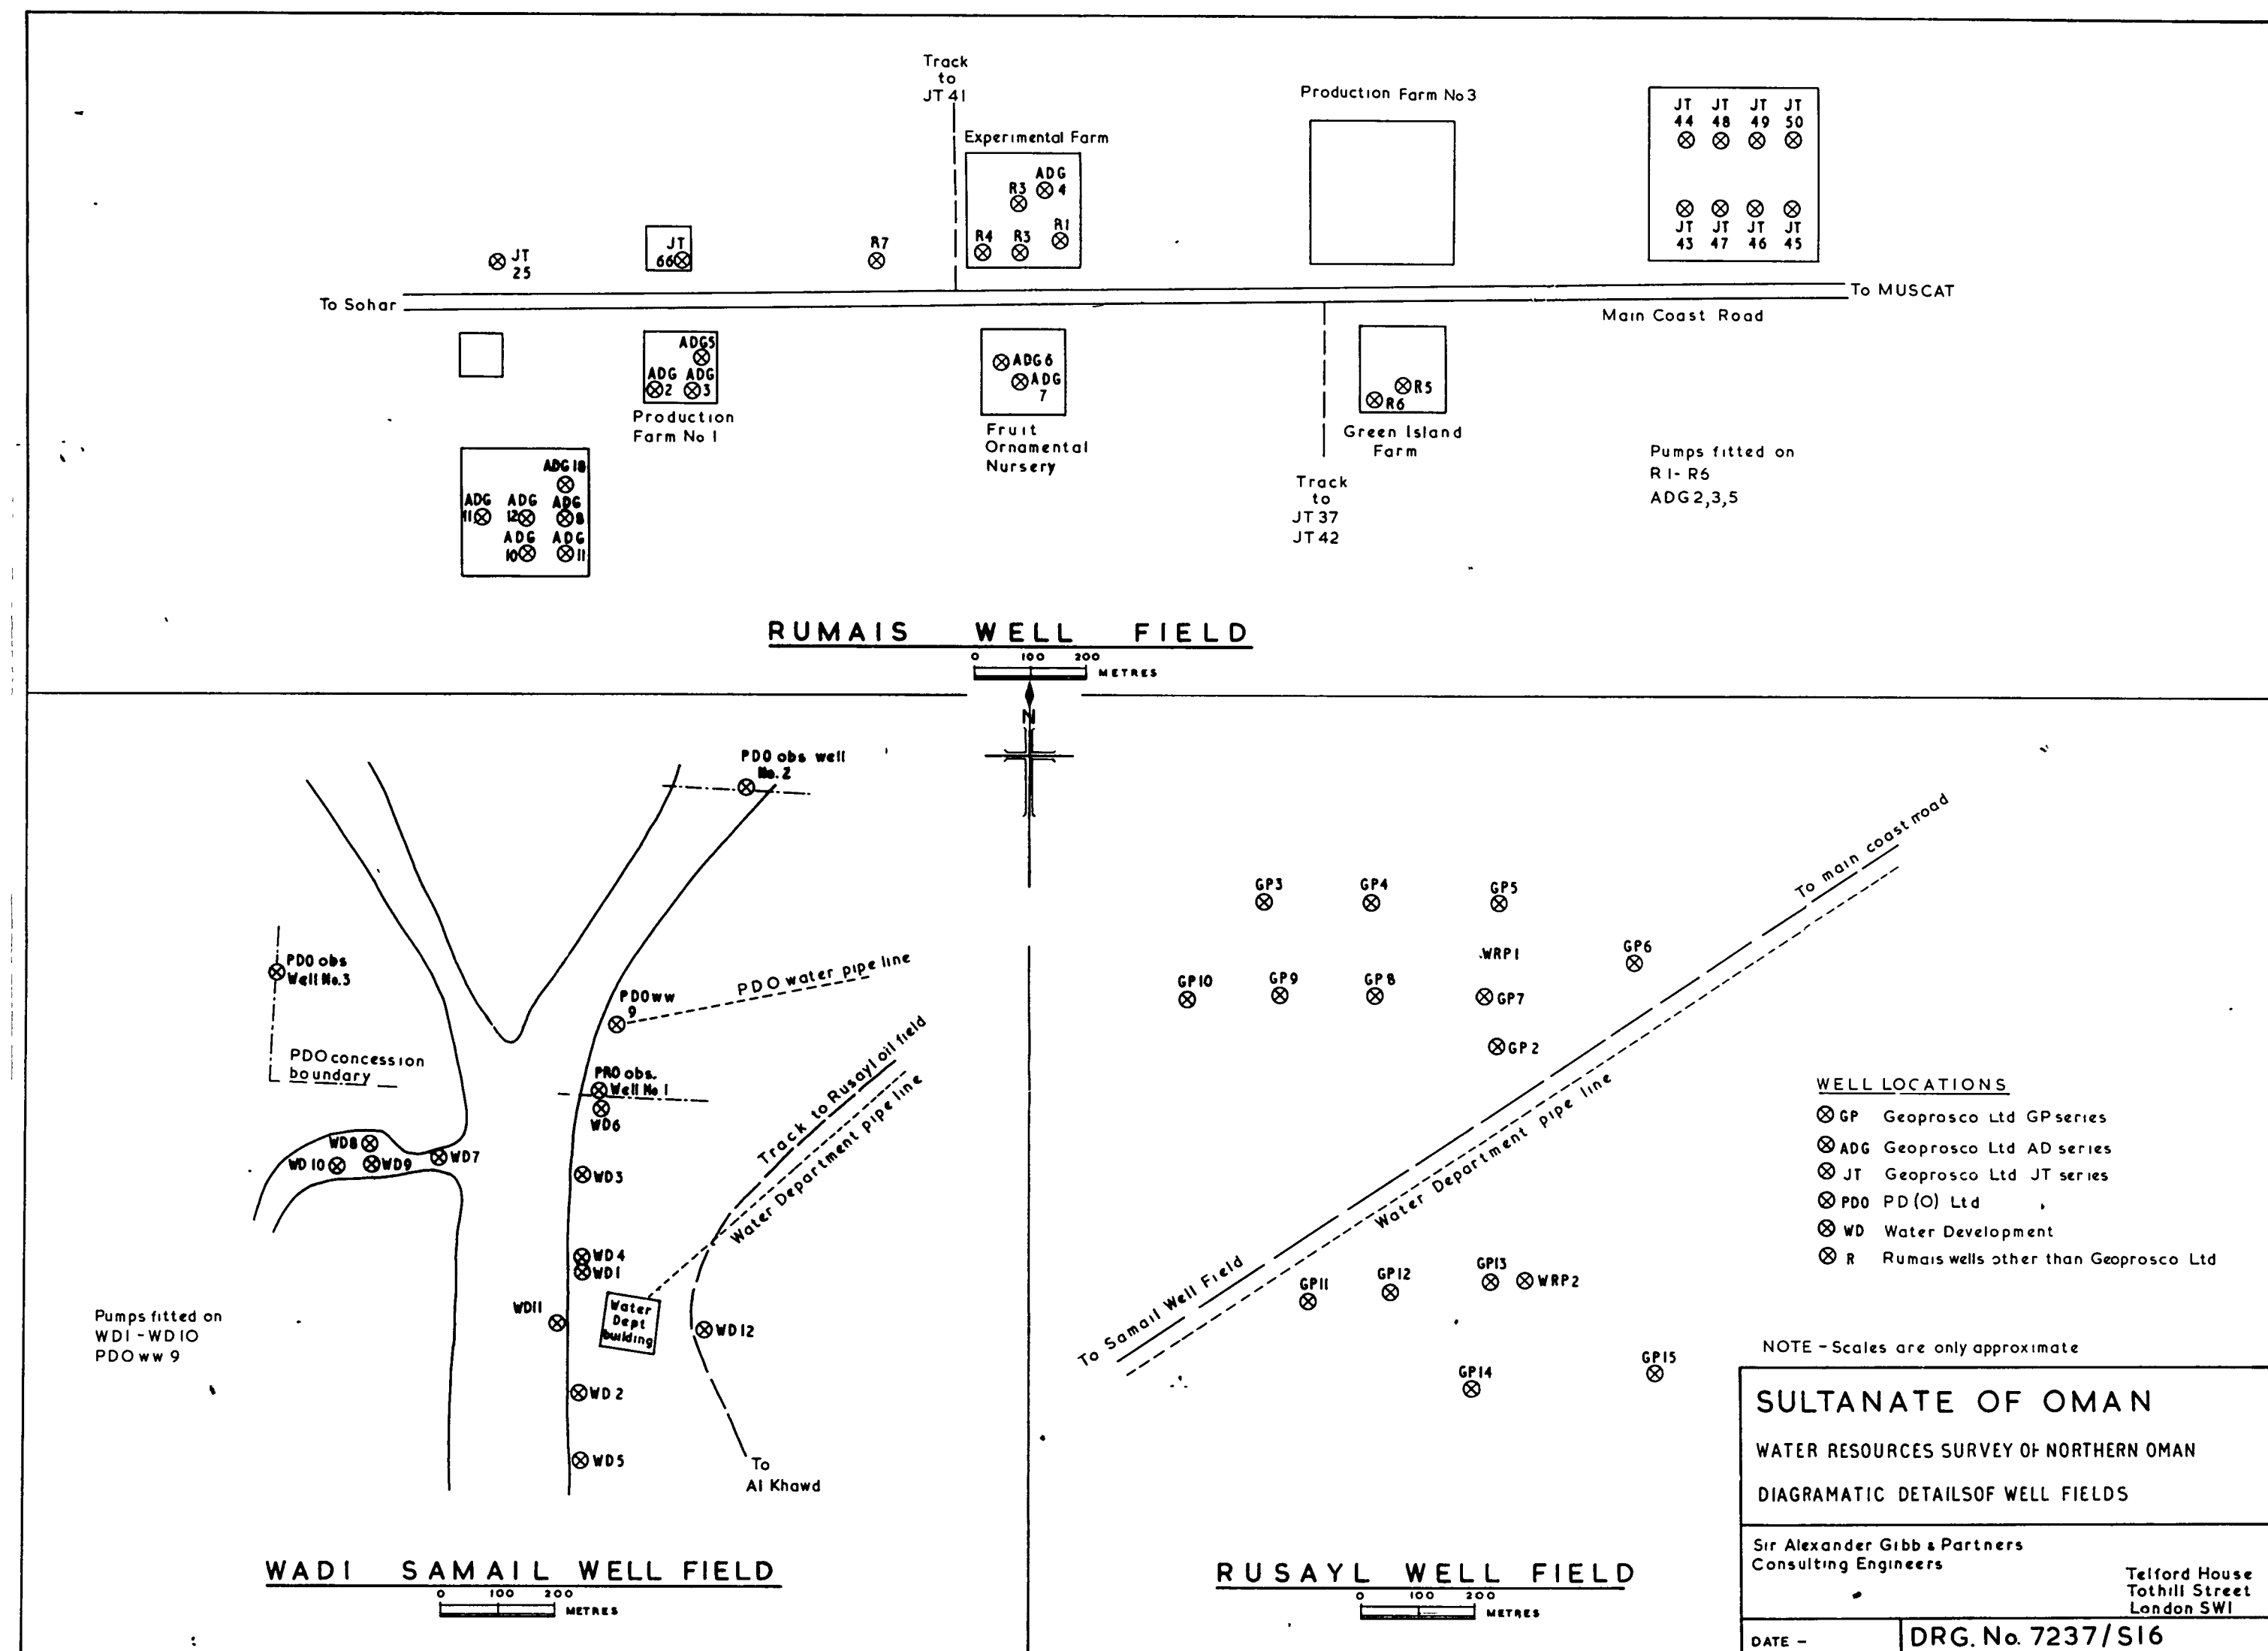 Track
to
JT 41
Experimental Farm
ADG
4
R3
R1
R4
R3
Production Farm No 3
JT JT JT JT
44 48 49 50
JT JT JT JT
43 47 46 45
JT
25
JT
66
R7
To Sohar
To MUSCAT
Main Coast Road
ADG5
ADG ADG
2 3
Production
Farm No 1
ADG 6
ADG
7
Fruit
Ornamental
Nursery
R5
R6
Green Island
Farm
Track
to
JT 37
JT 42
Pumps fitted on
R1- R6
ADG 2,3,5
ADG 18
ADG ADG ADG
11 12 8
ADG ADG
10 11
RUMAIS WELL FIELD
0 100 200
METRES
N
PDO obs well
No. 2
PDO obs
Well No.3
PDO concession
boundary
PDO ww
9
PDO water pipe line
PRO obs.
Well No 1
WD6
WD8
WD10
WD9
WD7
WD3
WD4
WD1
WD11
Water
Dept
building
WD12
WD 2
WD5
Track to Rusayl oil field
Water Department pipe line
To
Al Khawd
Pumps fitted on
WD1 - WD10
PDO ww 9
WADI SAMAIL WELL FIELD
0 100 200
METRES
GP3
GP4
GP5
WRP1
GP6
GP10
GP9
GP8
GP7
GP2
To main coast road
Water Department pipe line
To Samail Well Field
GP11
GP12
GP13
WRP2
GP14
GP15
RUSAYL WELL FIELD
0 100 200
METRES
WELL LOCATIONS
GP Geoprosco Ltd GP series
ADG Geoprosco Ltd AD series
JT Geoprosco Ltd JT series
PDO PD (O) Ltd
WD Water Development
R Rumais wells other than Geoprosco Ltd
NOTE - Scales are only approximate
SULTANATE OF OMAN
WATER RESOURCES SURVEY OF NORTHERN OMAN
DIAGRAMATIC DETAILSOF WELL FIELDS
Sir Alexander Gibb & Partners
Consulting Engineers
Telford House
Tothill Street
London SW1
DATE -
DRG. No. 7237/S16